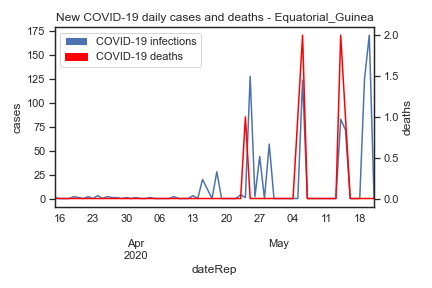 New COVID-19 daily cases and deaths - Equatorial_Guinea
COVID-19 infections
COVID-19 deaths
175
150
125
100
75
50
25
0
cases
2.0
1.5
1.0
0.5
0.0
deaths
16 23 30 06 13 20 27 04 11 18
Apr May
2020
dateRep